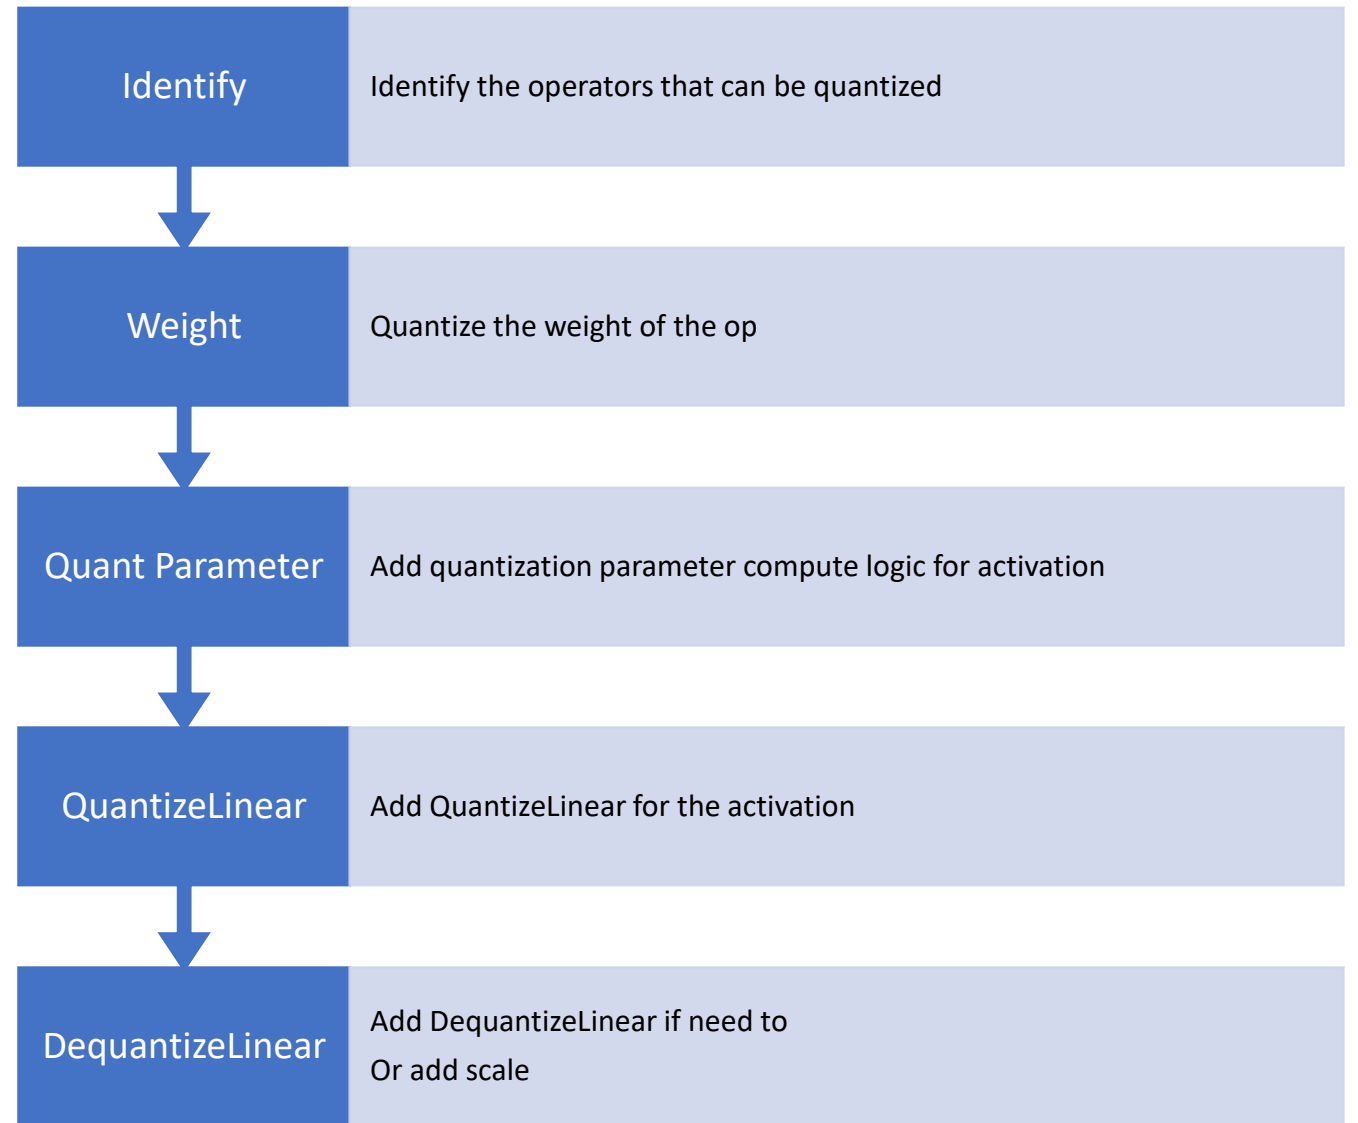 Identify
Identify the operators that can be quantized
Weight
Quantize the weight of the op
Quant Parameter
Add quantization parameter compute logic for activation
QuantizeLinear
Add QuantizeLinear for the activation
DequantizeLinear
Add DequantizeLinear if need to
Or add scale